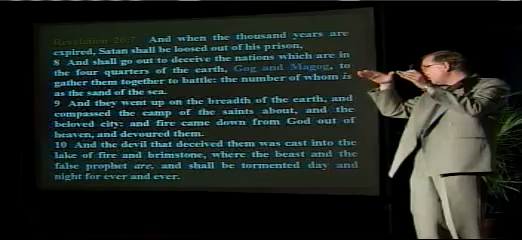 Revelation 20:7 And when the thousand years are
expired, Satan shall be loosed out of his prison,
8 And shall go out to deceive the nations which are in
the four quarters of the earth, Gog and Magog, to
gather them together to battle: the number of whom is
as the sand of the sea.
9 And they went up on the breadth of the earth, and
compassed the camp of the saints about, and the
beloved city: and fire came down from God out of
heaven, and devoured them.
10 And the devil that deceived them was cast into the
lake of fire and brimstone, where the beast and the
false prophet are, and shall be tormented day and
night for ever and ever.